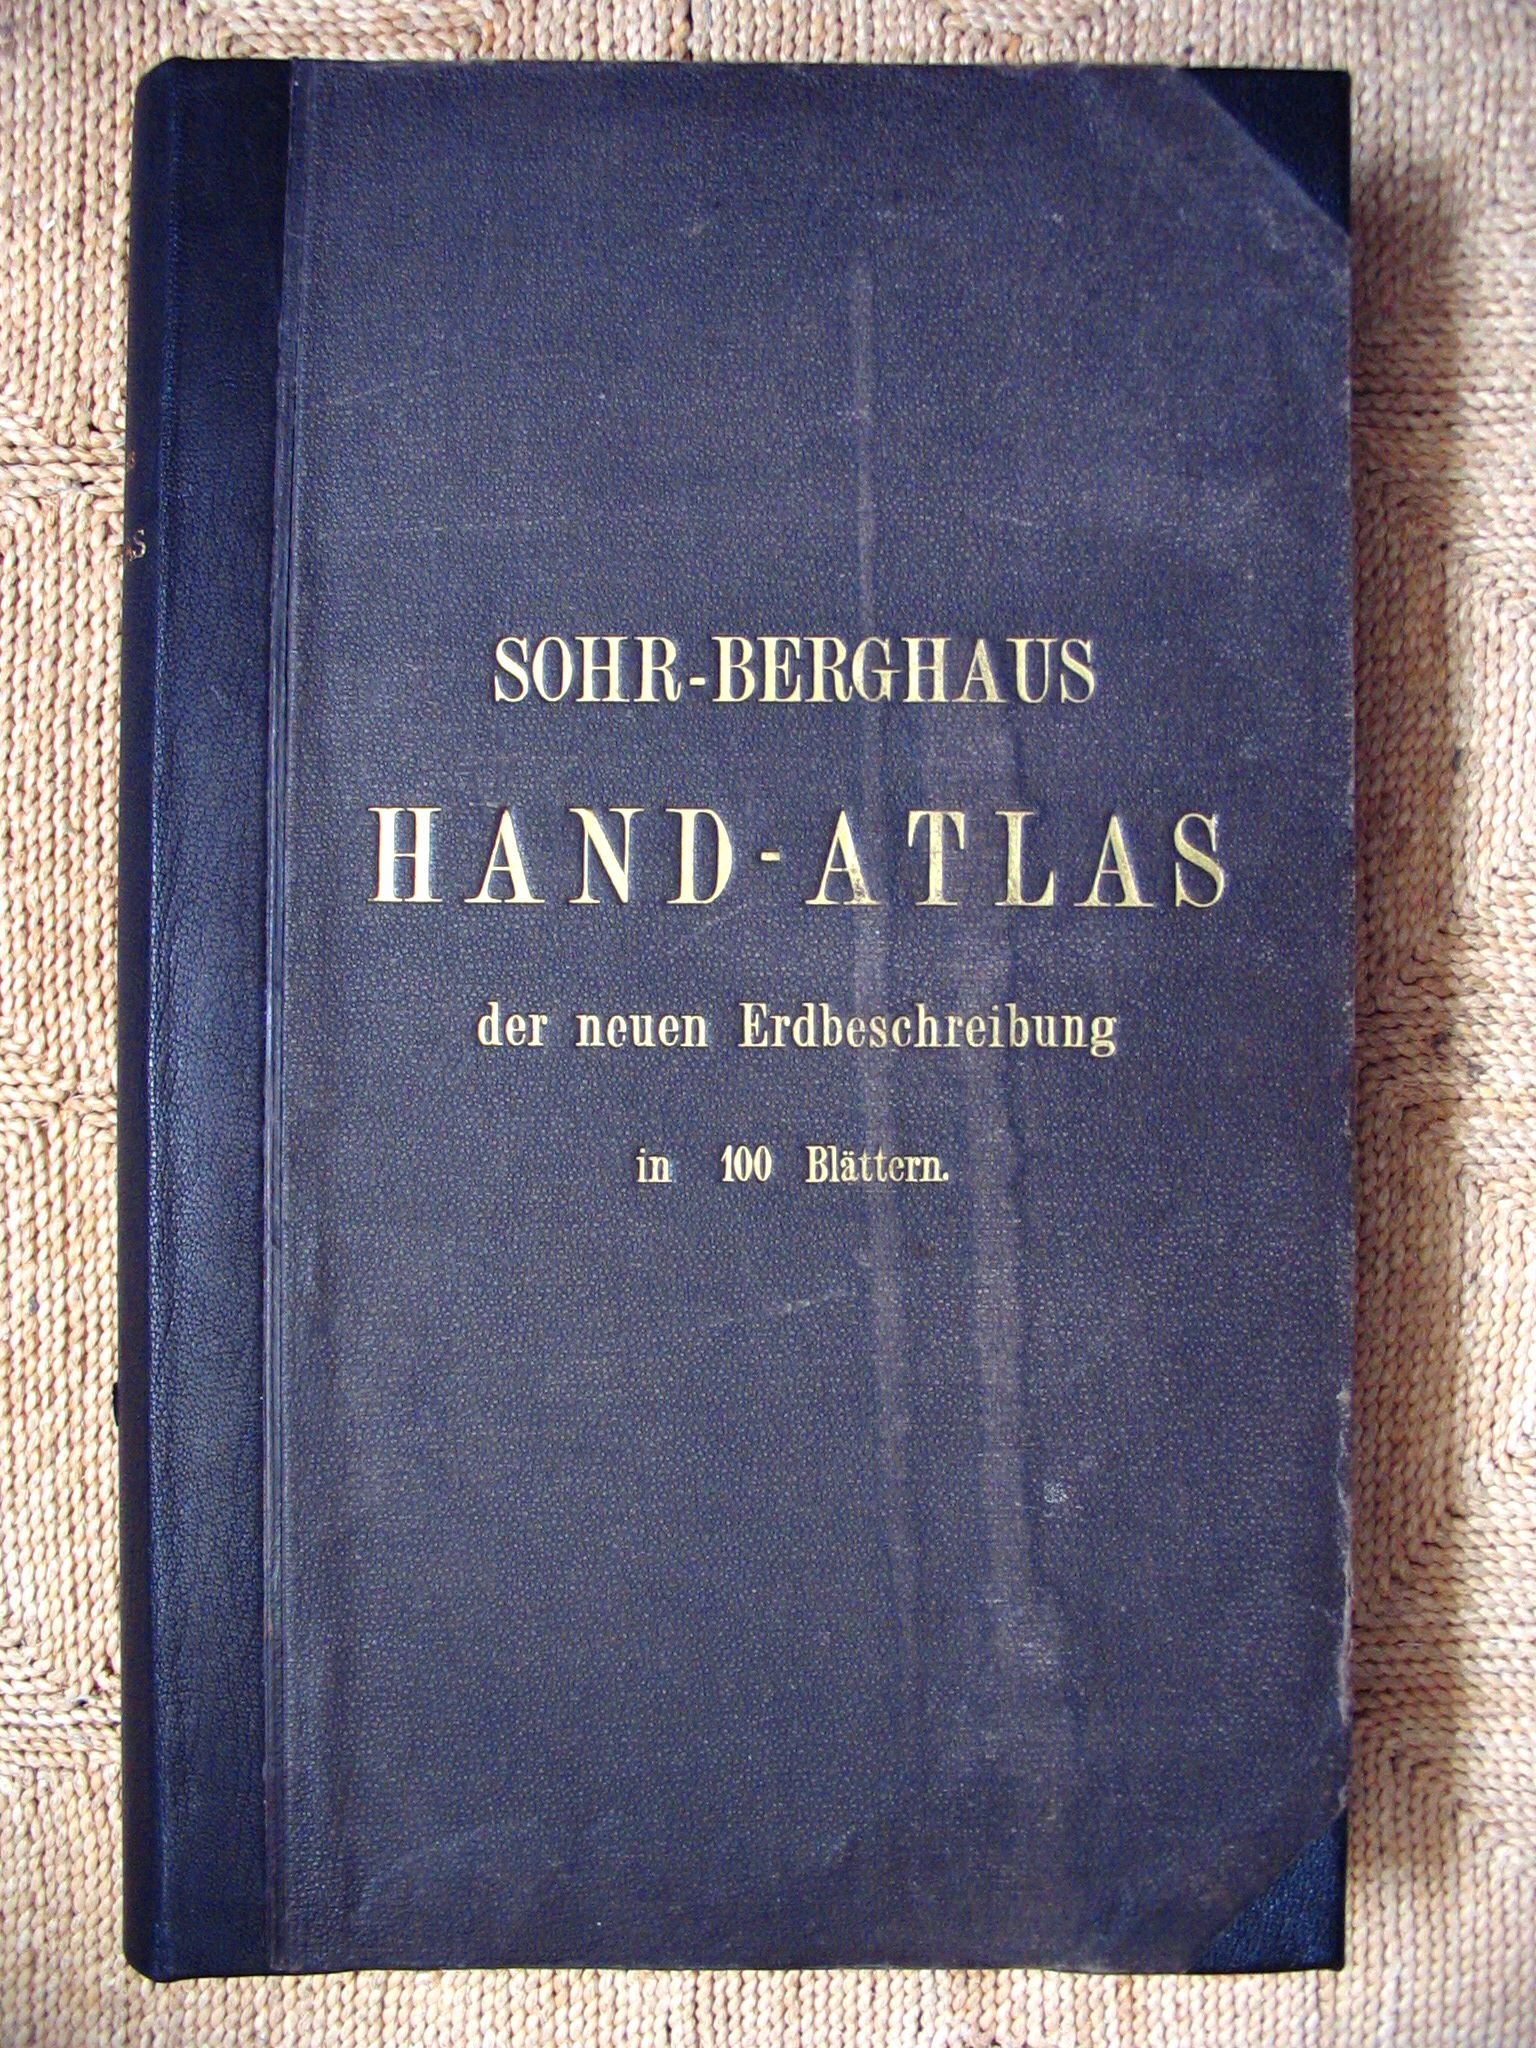 SOHR-BERGHAUS
HAND-ATLAS
der neuen Erdbeschreibung
in 100 Blättern.